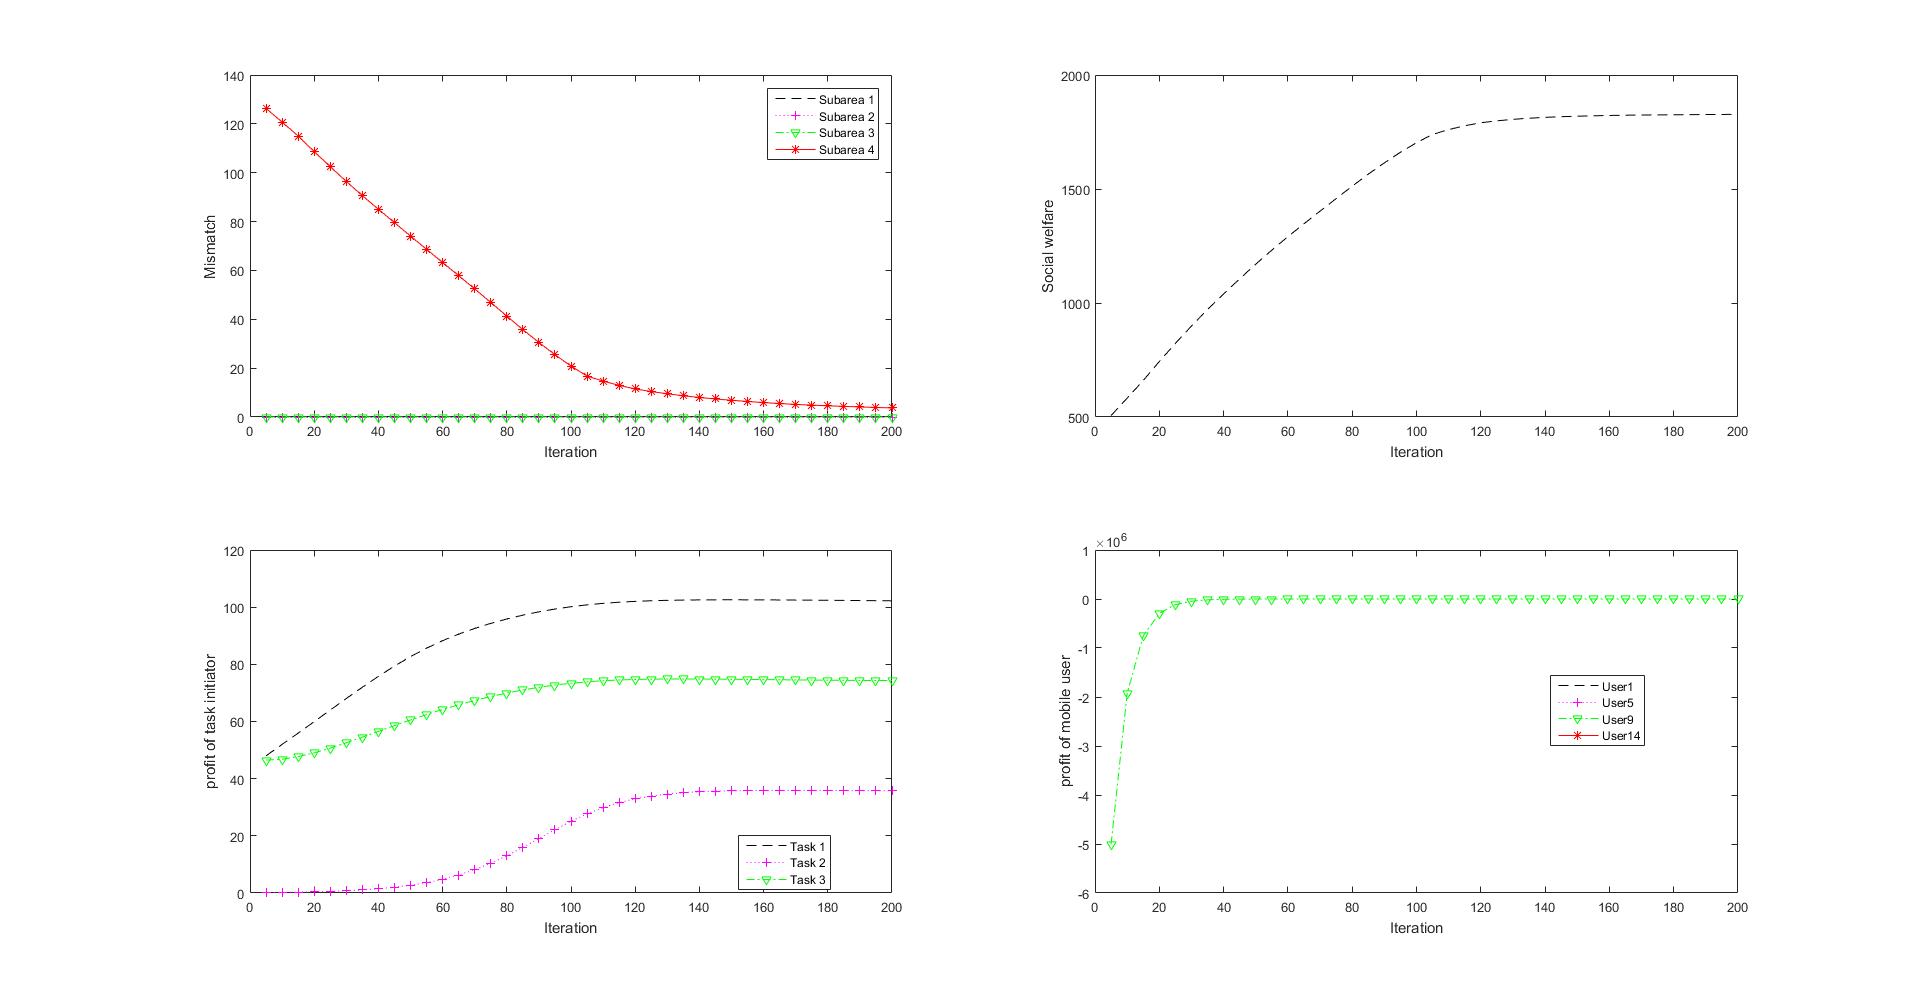 140
120
100
80
60
40
20
0
Mismatch
Subarea 1
Subarea 2
Subarea 3
Subarea 4
0 20 40 60 80 100 120 140 160 180 200
Iteration
2000
1500
1000
500
Social welfare
0 20 40 60 80 100 120 140 160 180 200
Iteration
120
100
80
60
40
20
0
profit of task initiator
Task 1
Task 2
Task 3
0 20 40 60 80 100 120 140 160 180 200
Iteration
×10^6
1
0
-1
-2
-3
-4
-5
-6
profit of mobile user
User1
User5
User9
User14
0 20 40 60 80 100 120 140 160 180 200
Iteration